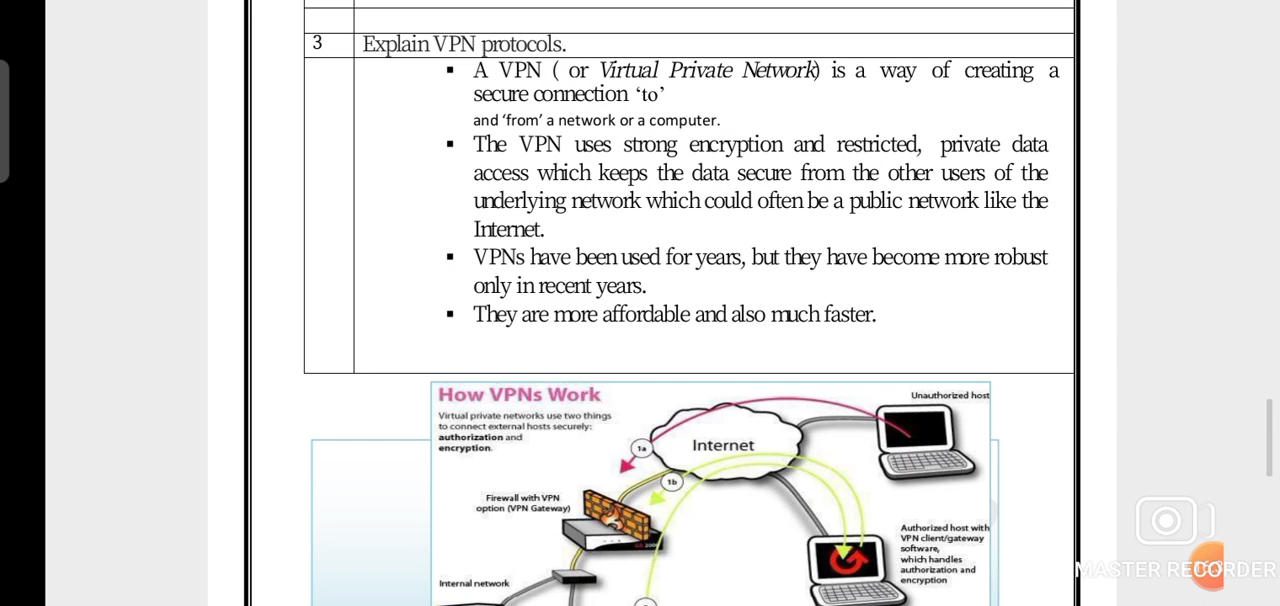 3
Explain VPN protocols.
▪ A VPN ( or Virtual Private Network) is a way of creating a
secure connection ‘to’
and ‘from’ a network or a computer.
▪ The VPN uses strong encryption and restricted, private data
access which keeps the data secure from the other users of the
underlying network which could often be a public network like the
Internet.
▪ VPNs have been used for years, but they have become more robust
only in recent years.
▪ They are more affordable and also much faster.
How VPNs Work
Virtual private networks use two things
to connect external hosts securely:
authorization and
encryption.
Unauthorized host
Internet
1a
1b
Firewall with VPN
option (VPN Gateway)
Authorized host with
VPN client/gateway
software,
which handles
authorization and
encryption
Internal network
MASTER RECORDER